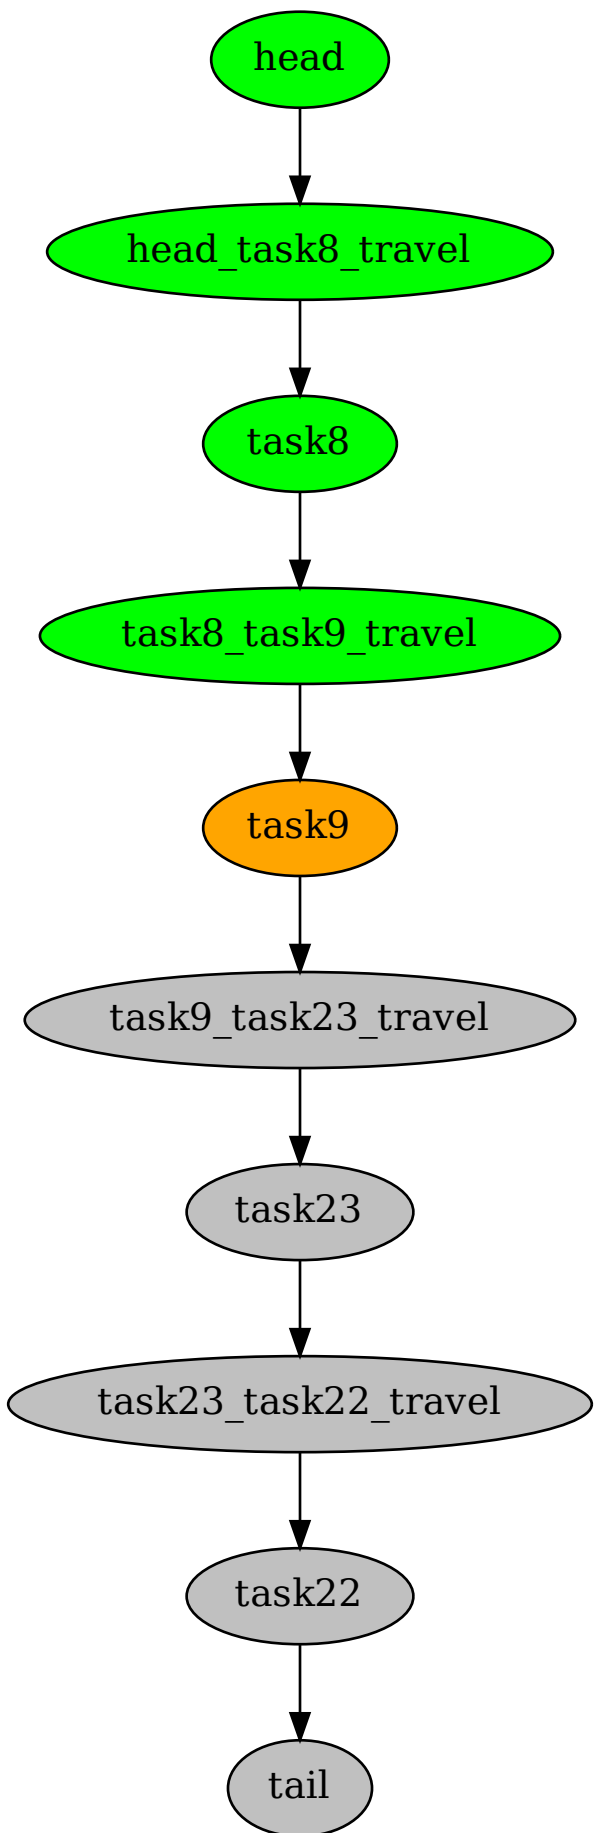 head
head_task8_travel
task8
task8_task9_travel
task9
task9_task23_travel
task23
task23_task22_travel
task22
tail